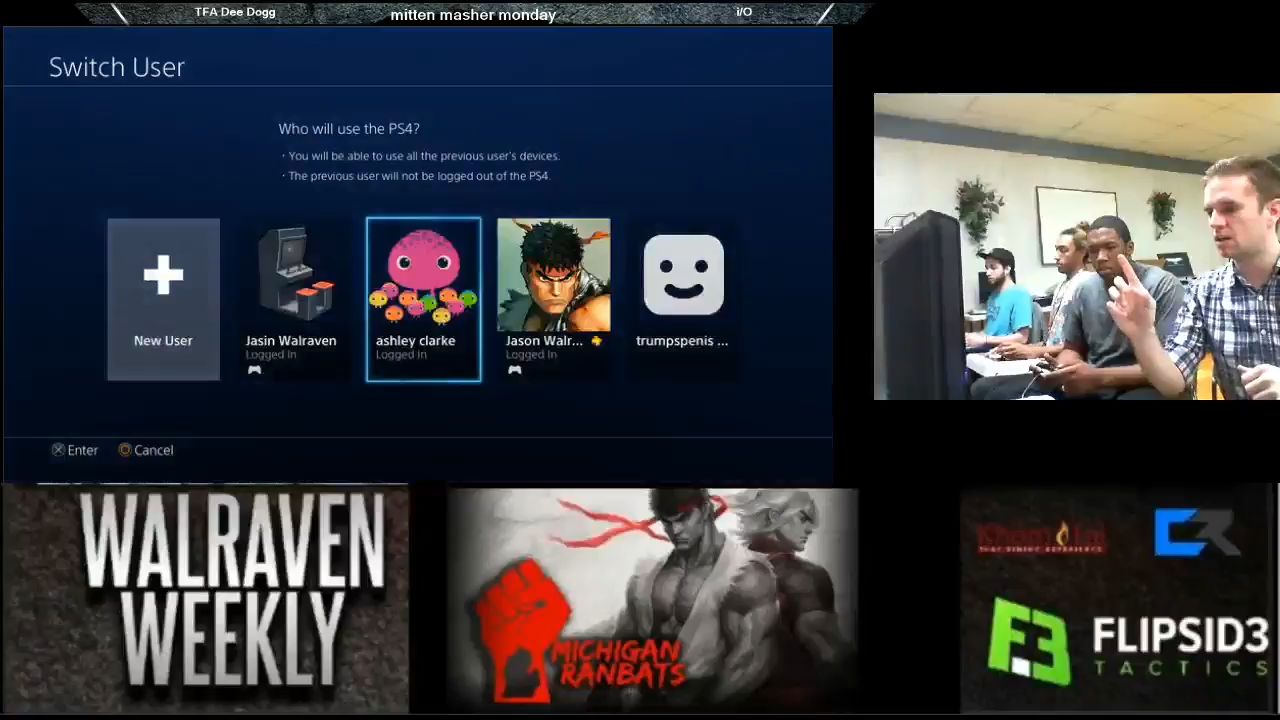 TFA Dee Dogg
mitten masher monday
i/O
Switch User
Who will use the PS4?
· You will be able to use all the previous user's devices.
· The previous user will not be logged out of the PS4.
New User
Jasin Walraven
Logged In
ashley clarke
Logged In
Jason Walr...
Logged In
trumpspenis ...
Enter
Cancel
WALRAVEN
WEEKLY
MICHIGAN
RANBATS
CR
F3
FLIPSID3
TACTICS